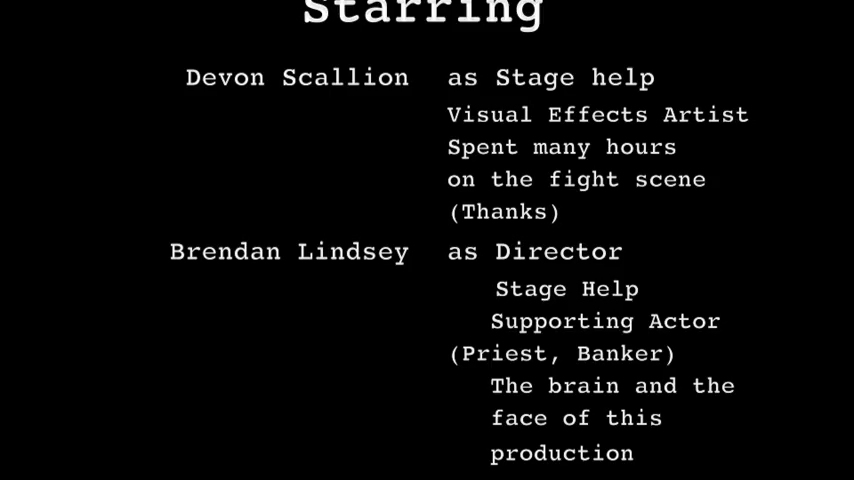 Starring
Devon Scallion as Stage help
Visual Effects Artist
Spent many hours
on the fight scene
(Thanks)
Brendan Lindsey as Director
Stage Help
Supporting Actor
(Priest, Banker)
The brain and the
face of this
production